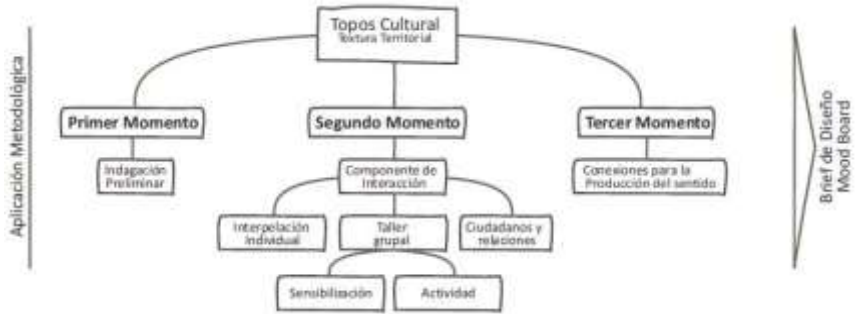 Topos Cultural
Textura Territorial
Aplicación Metodológica
Primer Momento
Segundo Momento
Tercer Momento
Indagación
Preliminar
Componente de
Interacción
Conexiones para la
Producción del sentido
Interpelación
Individual
Taller
grupal
Ciudadanos y
relaciones
Sensibilización
Actividad
Brief de Diseño
Mood Board